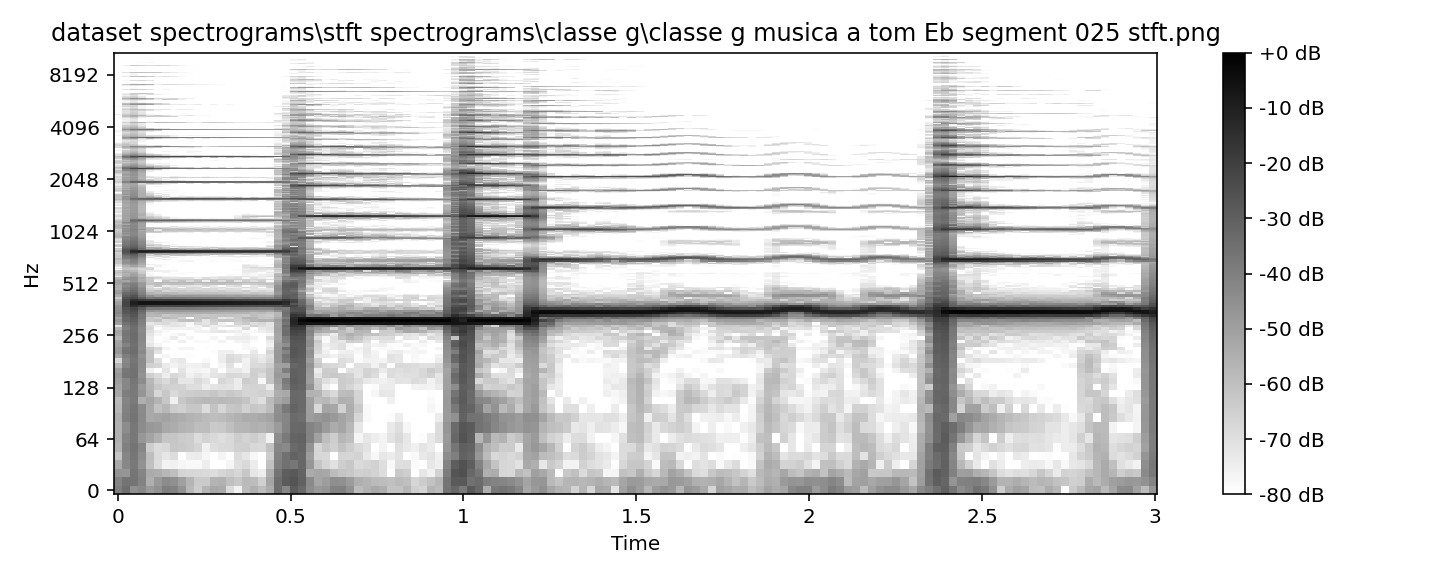 dataset spectrograms\stft spectrograms\classe g\classe g musica a tom Eb segment 025 stft.png
8192
4096
2048
1024
512
256
128
64
0
Hz
0
0.5
1
1.5
2
2.5
3
Time
+0 dB
-10 dB
-20 dB
-30 dB
-40 dB
-50 dB
-60 dB
-70 dB
-80 dB